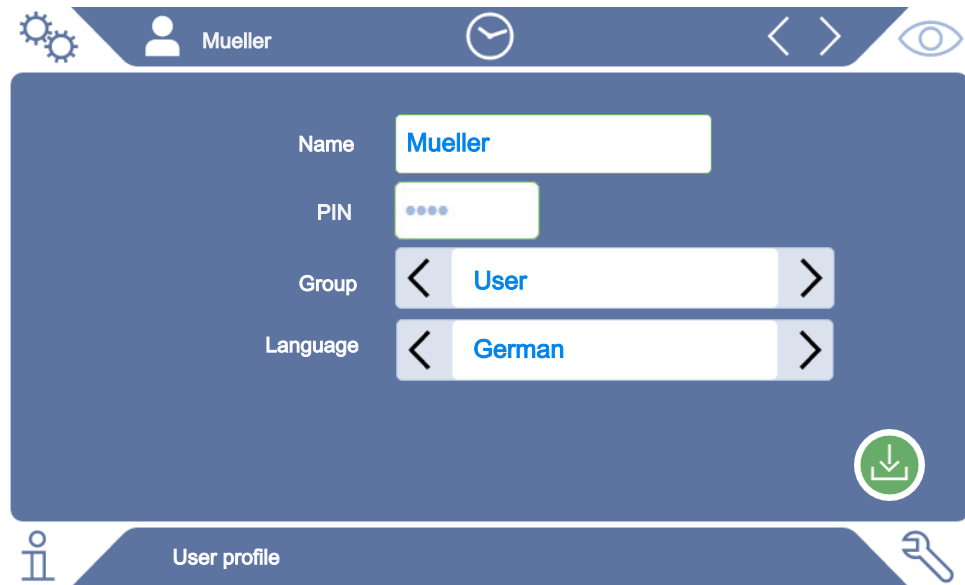 Mueller
Name
Mueller
PIN
••••
Group
User
Language
German
User profile